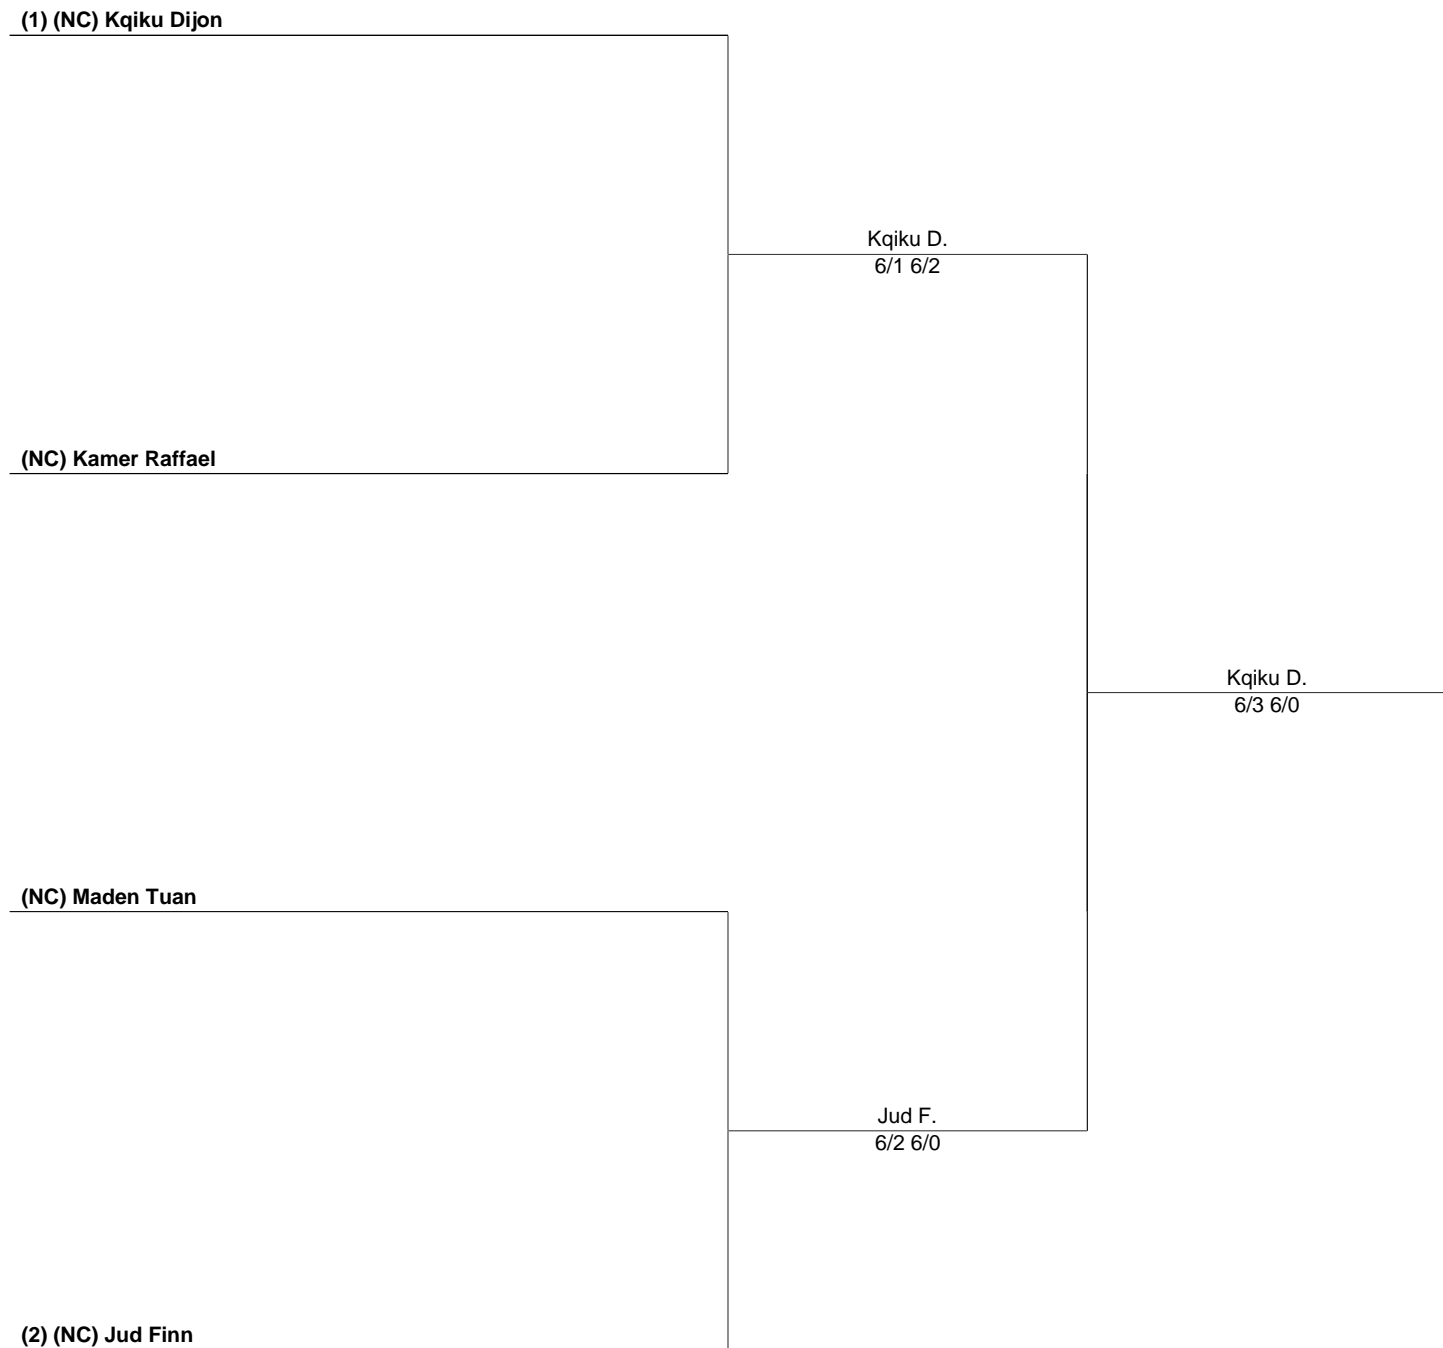 (1) (NC) Kqiku Dijon
Kqiku D.
6/1 6/2
(NC) Kamer Raffael
Kqiku D.
6/3 6/0
(NC) Maden Tuan
Jud F.
6/2 6/0
(2) (NC) Jud Finn